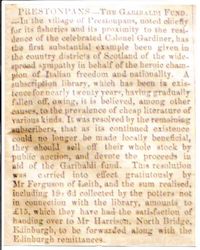 PRESTONPANS.—THE GARIBALDI FUND.
—In the village of Prestonpans, noted chiefly
for its fisheries and its proximity to the resi-
dence of the celebrated Colonel Gardiner, has
the first substantial example been given in
the country districts of Scotland of the wide-
spread sympathy in behalf of the heroic cham-
pion of Italian freedom and nationality. A
subscription library, which has been in exist-
ence for nearly twenty years, having gradually
fallen off, owing, it is believed, among other
causes, to the prevalence of cheap literature of
various kinds. It was resolved by the remaining
subscribers, that as its continued existence
could no longer be made locally beneficial,
they should sell off their whole stock by
public auction, and devote the proceeds in
aid of the Garibaldi fund. This resolution
was carried into effect gratuitously by
Mr Ferguson of Leith, and the sum realised,
including 19s 6d collected by the potters not
in connection with the library, amounts to
£15, which they have had the satisfaction of
handing over to Mr Harrison, North Bridge,
Edinburgh, to be forwarded along with the
Edinburgh remittances.